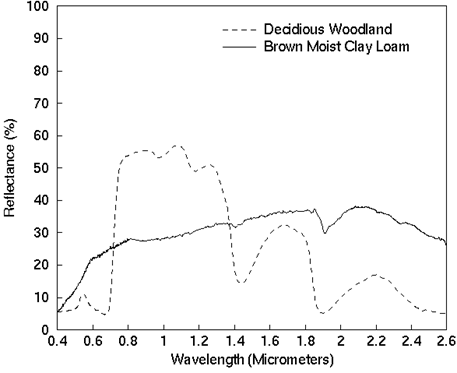 100
90
80
70
60
50
40
30
20
10
0
Reflectance (%)
Decidious Woodland
Brown Moist Clay Loam
0.4 0.6 0.8 1 1.2 1.4 1.6 1.8 2 2.2 2.4 2.6
Wavelength (Micrometers)